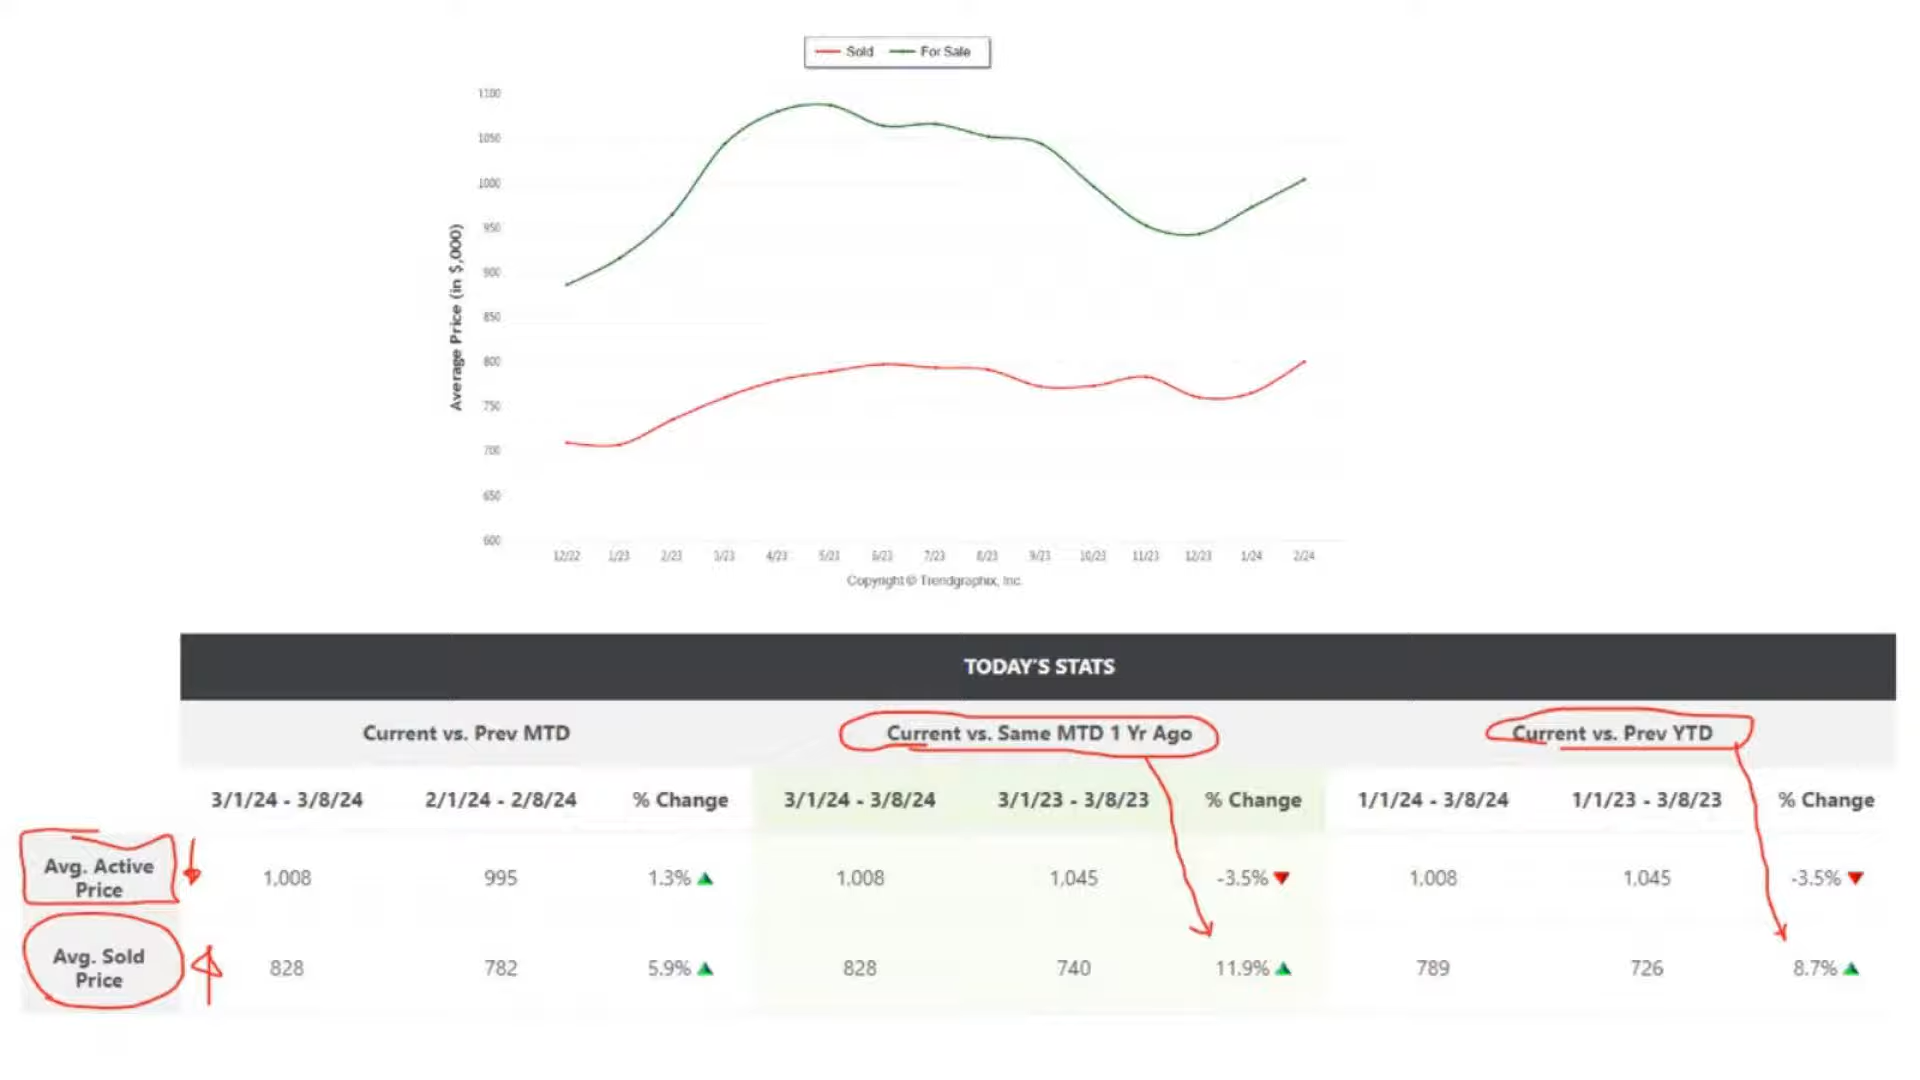 Sold For Sale
1100
1050
1000
950
900
850
800
750
700
650
600
Average Price (in $,000)
12/22 1/23 2/23 3/23 4/23 5/23 6/23 7/23 8/23 9/23 10/23 11/23 12/23 1/24 2/24
Copyright © Trendgraphix, Inc.
TODAY'S STATS
Current vs. Prev MTD Current vs. Same MTD 1 Yr Ago Current vs. Prev YTD
3/1/24 - 3/8/24 2/1/24 - 2/8/24 % Change 3/1/24 - 3/8/24 3/1/23 - 3/8/23 % Change 1/1/24 - 3/8/24 1/1/23 - 3/8/23 % Change
Avg. Active
Price
1,008 995 1.3% 1,008 1,045 -3.5% 1,008 1,045 -3.5%
Avg. Sold
Price
828 782 5.9% 828 740 11.9% 789 726 8.7%